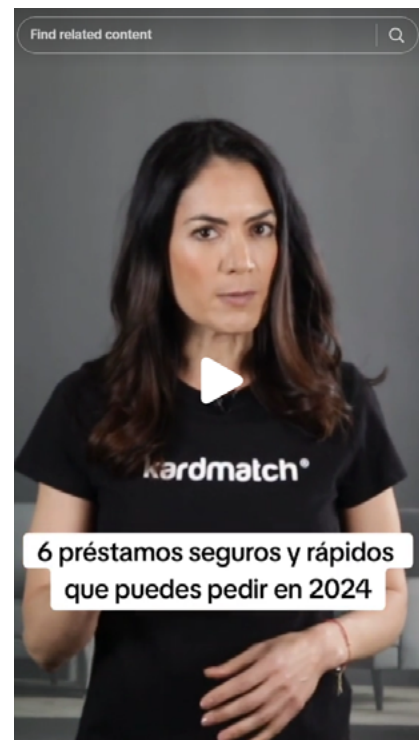 Find related content
kardmatch®
6 préstamos seguros y rápidos
que puedes pedir en 2024